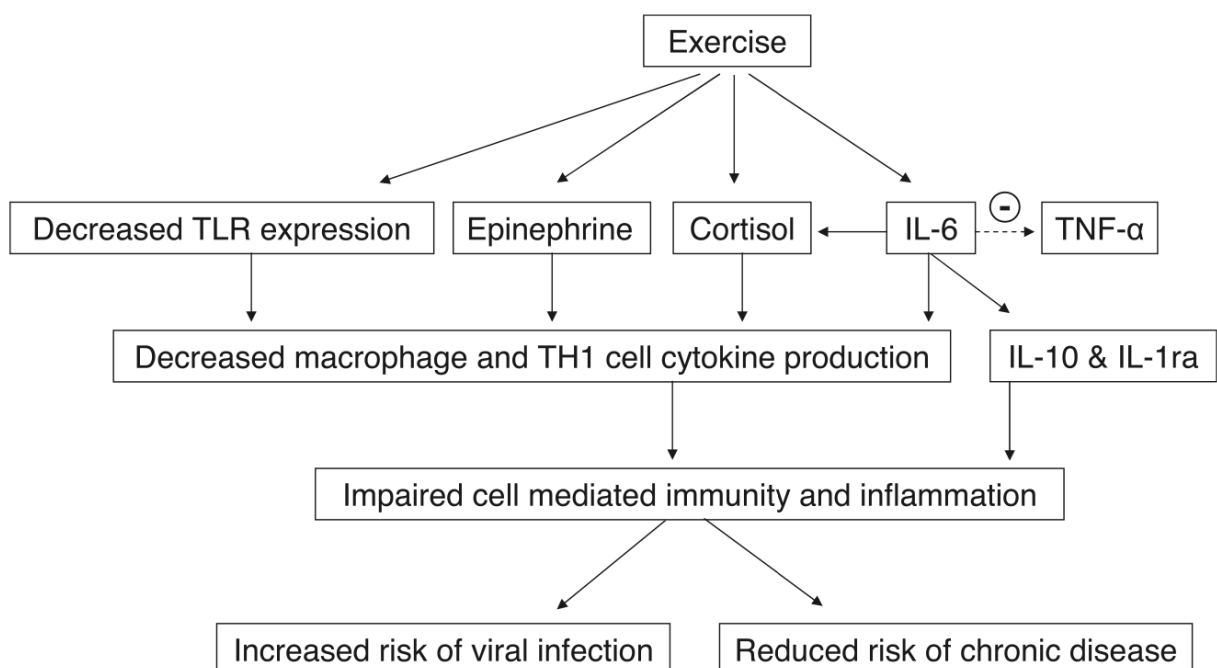 Exercise
Decreased TLR expression
Epinephrine
Cortisol
IL-6
-
TNF-α
Decreased macrophage and TH1 cell cytokine production
IL-10 & IL-1ra
Impaired cell mediated immunity and inflammation
Increased risk of viral infection
Reduced risk of chronic disease